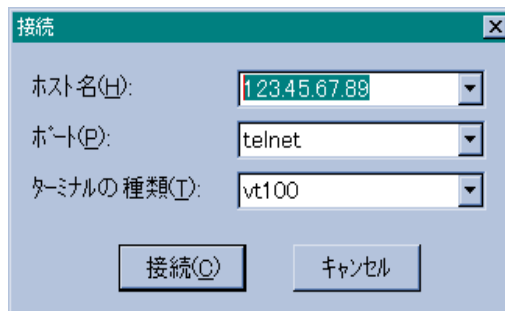 接続
ホスト名(H):
123.45.67.89
ポート(P):
telnet
ターミナルの種類(T):
vt100
接続(C)
キャンセル